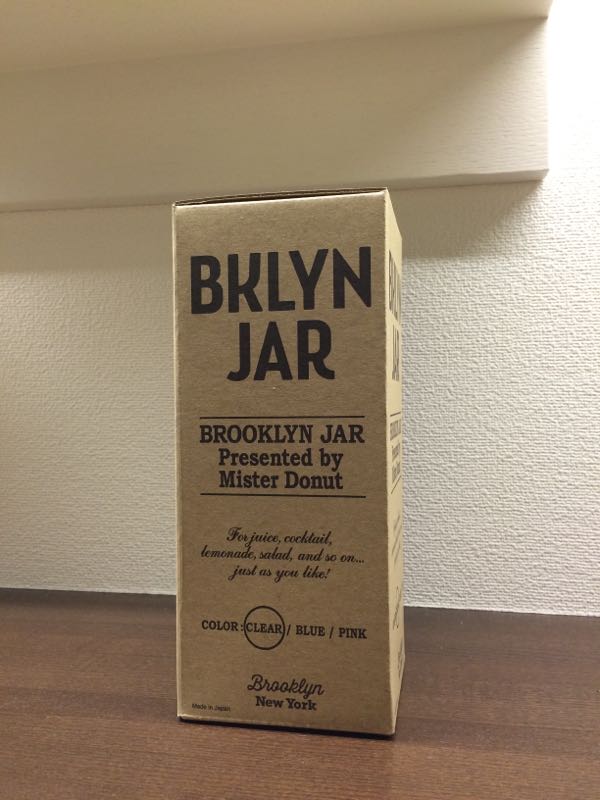 BKLYN
JAR
BROOKLYN JAR
Presented by
Mister Donut
For juice, cocktail,
lemonade, salad, and so on...
just as you like!
COLOR : CLEAR / BLUE / PINK
Brooklyn
New York
Made in Japan